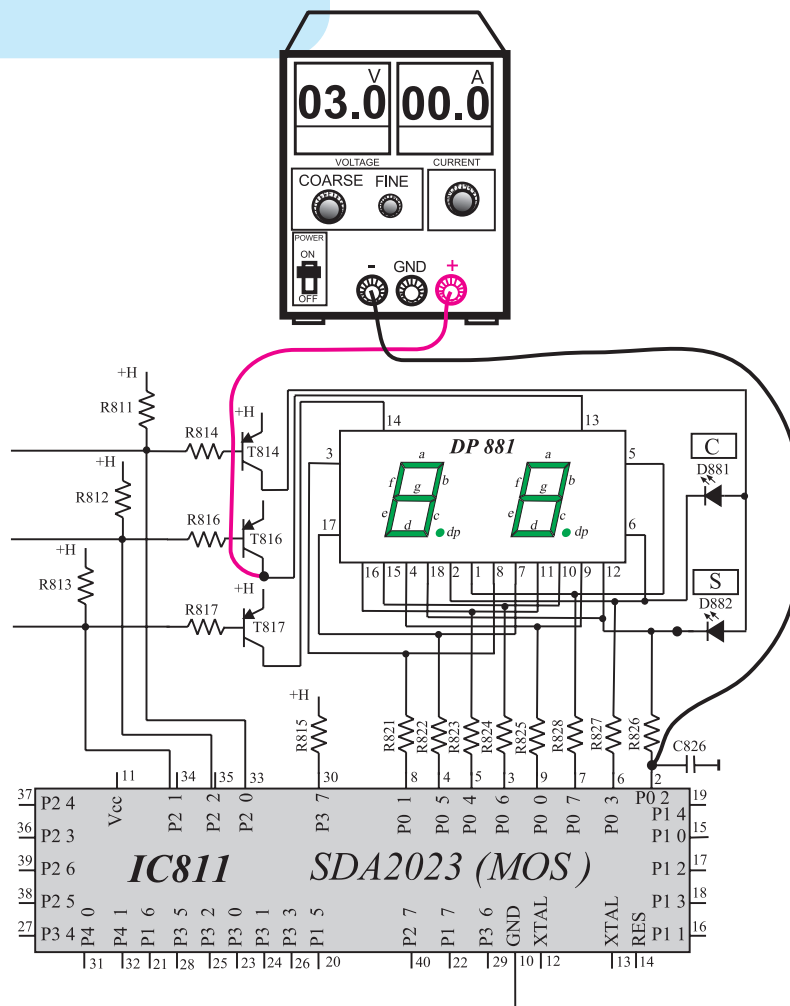 V A
03.0 00.0
VOLTAGE CURRENT
COARSE FINE
POWER
ON
OFF
- GND +
+H
R811
+H
R814
T814
14 13
+H
R812
3 DP 881 5
a a
f b f b
g g
e c e c
d d
dp dp
C
D881
R816
+H
T816
17 6
+H
R813
+H
R817
T817
16 15 4 18 2 1 8 7 11 10 9 12
S
D882
+H
R815
R821 R822 R823 R824 R825 R828 R827 R826
C826
11 34 35 33 30 8 4 5 3 9 7 6 2
37 P2 4 Vcc P2 1 P2 2 P2 0 P3 7 P0 1 P0 5 P0 4 P0 6 P0 0 P0 7 P0 3 P0 2 P1 4 19
36 P2 3 P1 0 15
39 P2 6 IC811 SDA2023 (MOS ) P1 2 17
38 P2 5 P1 3 18
27 P3 4 P1 1 16
P4 0 P4 1 P1 6 P3 5 P3 2 P3 0 P3 1 P3 3 P1 5 P2 7 P1 7 P3 6 GND XTAL XTAL RES
31 32 21 28 25 23 24 26 20 40 22 29 10 12 13 14